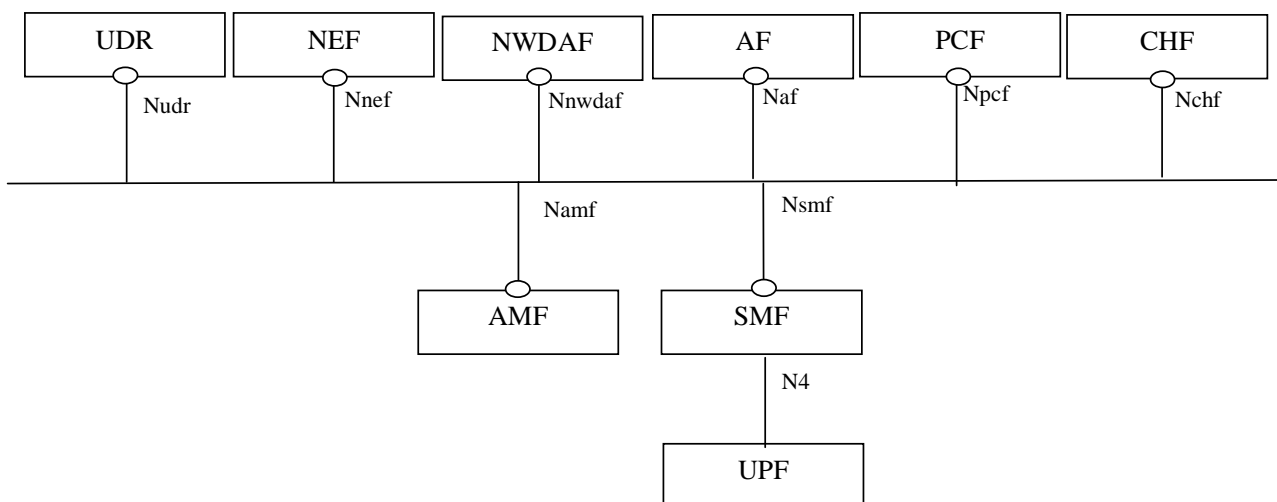 UDR NEF NWDAF AF PCF CHF
Nudr Nnef Nnwdaf Naf Npcf Nchf
Namf Nsmf
AMF SMF
N4
UPF